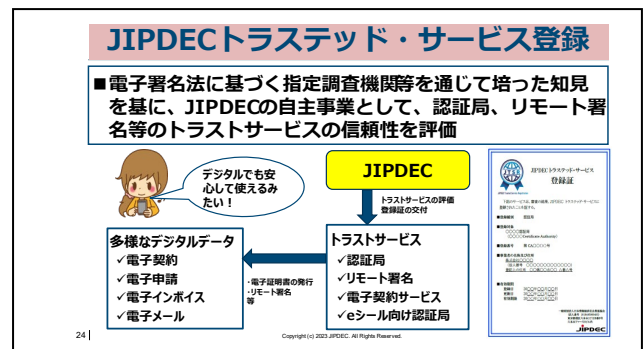 JIPDECトラステッド・サービス登録
■電子署名法に基づく指定調査機関等を通じて培った知見
を基に、JIPDECの自主事業として、認証局、リモート署
名等のトラストサービスの信頼性を評価
デジタルでも安
心して使えるみ
たい！
JIPDEC
トラストサービスの評価
登録証の交付
多様なデジタルデータ
✓電子契約
✓電子申請
✓電子インボイス
✓電子メール
・電子証明書の発行
・リモート署名
等
トラストサービス
✓認証局
✓リモート署名
✓電子契約サービス
✓eシール向け認証局
JIPDECトラステッド・サービス
登録証
JIPDEC
24
Copyright (c) 2023 JIPDEC. All Rights Reserved.